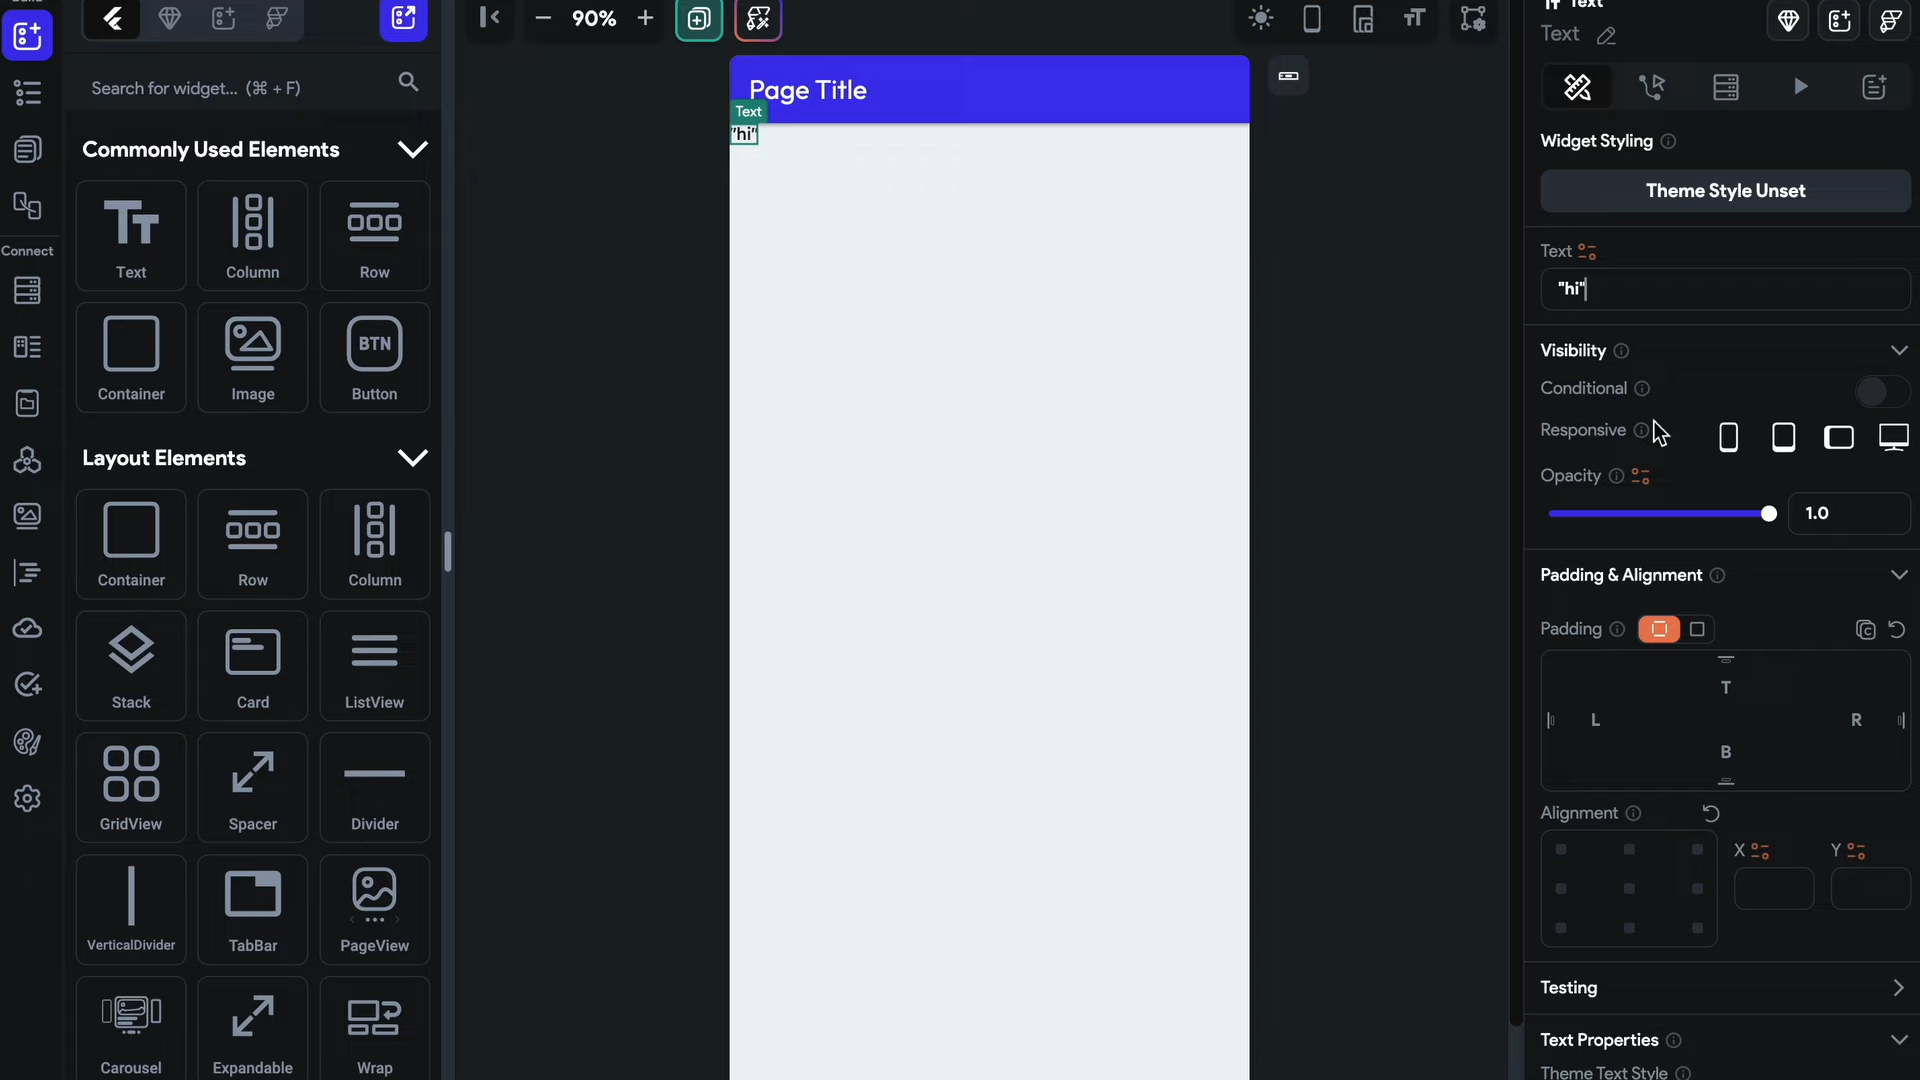 90%
Search for widget... (⌘ + F)
Commonly Used Elements
Text
Column
Row
Container
Image
BTN
Button
Layout Elements
Container
Row
Column
Stack
Card
ListView
GridView
Spacer
Divider
VerticalDivider
TabBar
PageView
Carousel
Expandable
Wrap
Connect
Page Title
Text
"hi"
Text
Text
Widget Styling
Theme Style Unset
Text
"hi"
Visibility
Conditional
Responsive
Opacity
1.0
Padding & Alignment
Padding
T
L
R
B
Alignment
X
Y
Testing
Text Properties
Theme Text Style